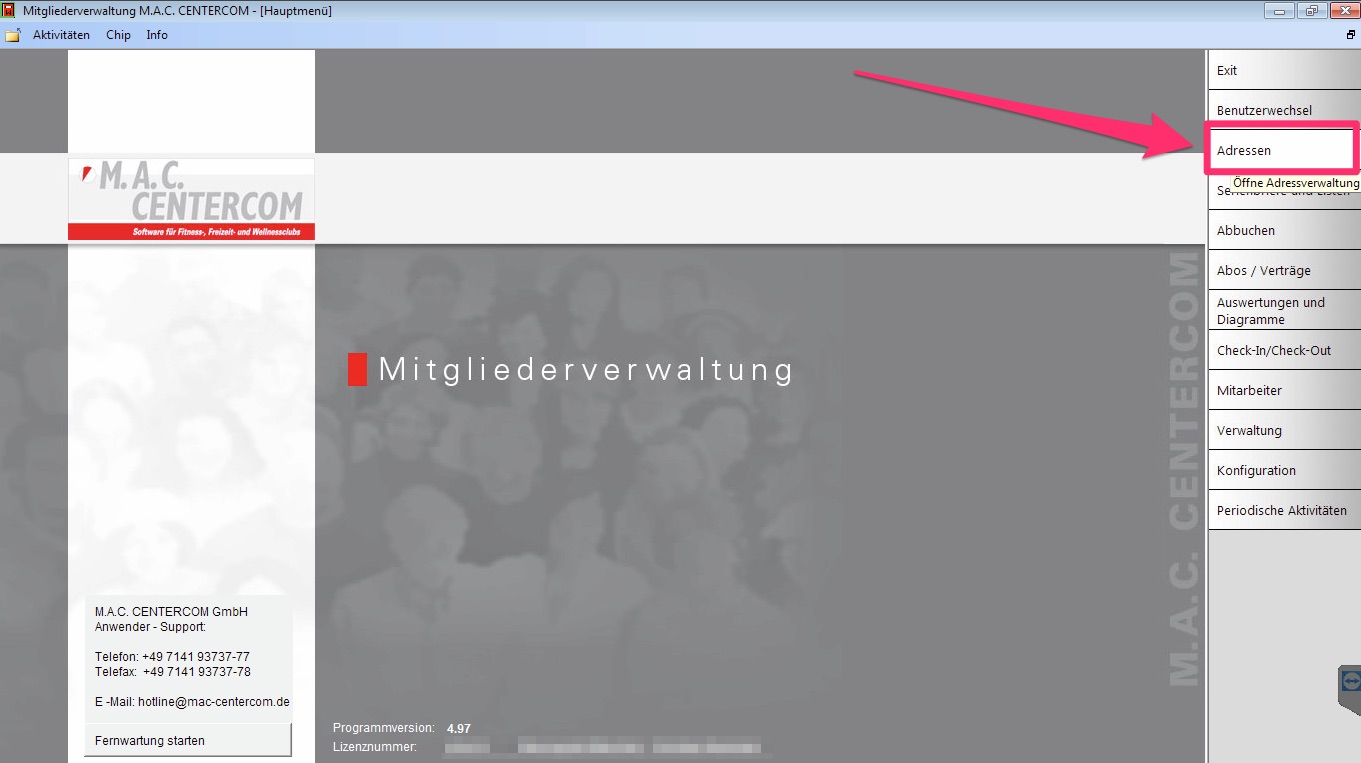 Mitgliederverwaltung M.A.C. CENTERCOM - [Hauptmenü]
Aktivitäten Chip Info
Exit
Benutzerwechsel
Adressen
Öffne Adressverwaltung
Serienbriefe und Listen
Abbuchen
Abos / Verträge
Auswertungen und
Diagramme
Check-In/Check-Out
Mitarbeiter
Verwaltung
Konfiguration
Periodische Aktivitäten
M.A.C.
CENTERCOM
Software für Fitness-, Freizeit- und Wellnessclubs
Mitgliederverwaltung
M.A.C. CENTERCOM
M.A.C. CENTERCOM GmbH
Anwender - Support:
Telefon: +49 7141 93737-77
Telefax: +49 7141 93737-78
E -Mail: hotline@mac-centercom.de
Fernwartung starten
Programmversion: 4.97
Lizenznummer: